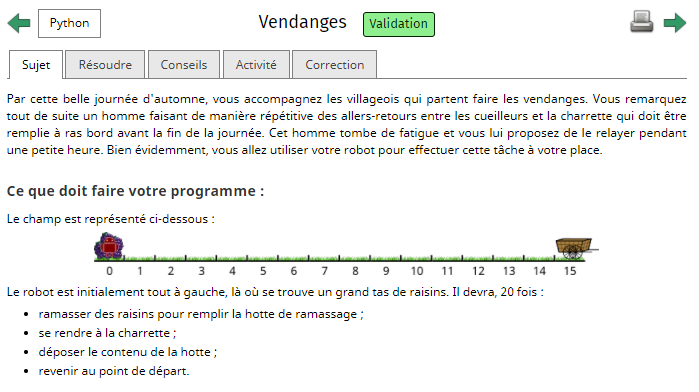 Python
Vendanges Validation
Sujet Résoudre Conseils Activité Correction
Par cette belle journée d'automne, vous accompagnez les villageois qui partent faire les vendanges. Vous remarquez
tout de suite un homme faisant de manière répétitive des allers-retours entre les cueilleurs et la charrette qui doit être
remplie à ras bord avant la fin de la journée. Cet homme tombe de fatigue et vous lui proposez de le relayer pendant
une petite heure. Bien évidemment, vous allez utiliser votre robot pour effectuer cette tâche à votre place.
Ce que doit faire votre programme :
Le champ est représenté ci-dessous :
0 1 2 3 4 5 6 7 8 9 10 11 12 13 14 15
Le robot est initialement tout à gauche, là où se trouve un grand tas de raisins. Il devra, 20 fois :
• ramasser des raisins pour remplir la hotte de ramassage ;
• se rendre à la charrette ;
• déposer le contenu de la hotte ;
• revenir au point de départ.